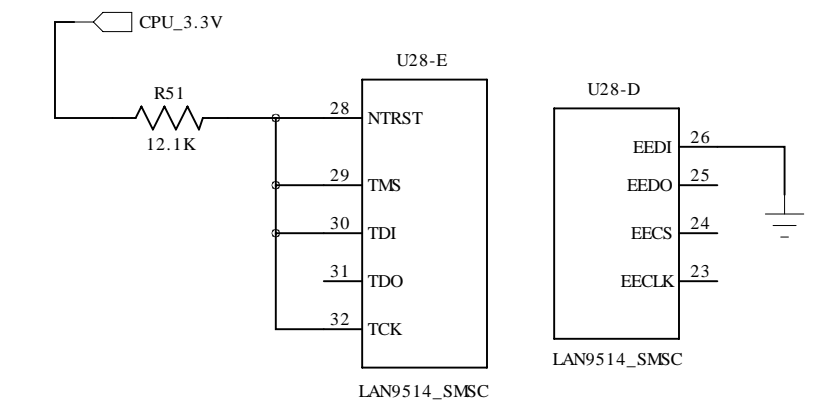 CPU_3.3V
U28-E
R51
12.1K
28 NTRST
29 TMS
30 TDI
31 TDO
32 TCK
LAN9514_SMSC
U28-D
EEDI 26
EEDO 25
EECS 24
EECLK 23
LAN9514_SMSC